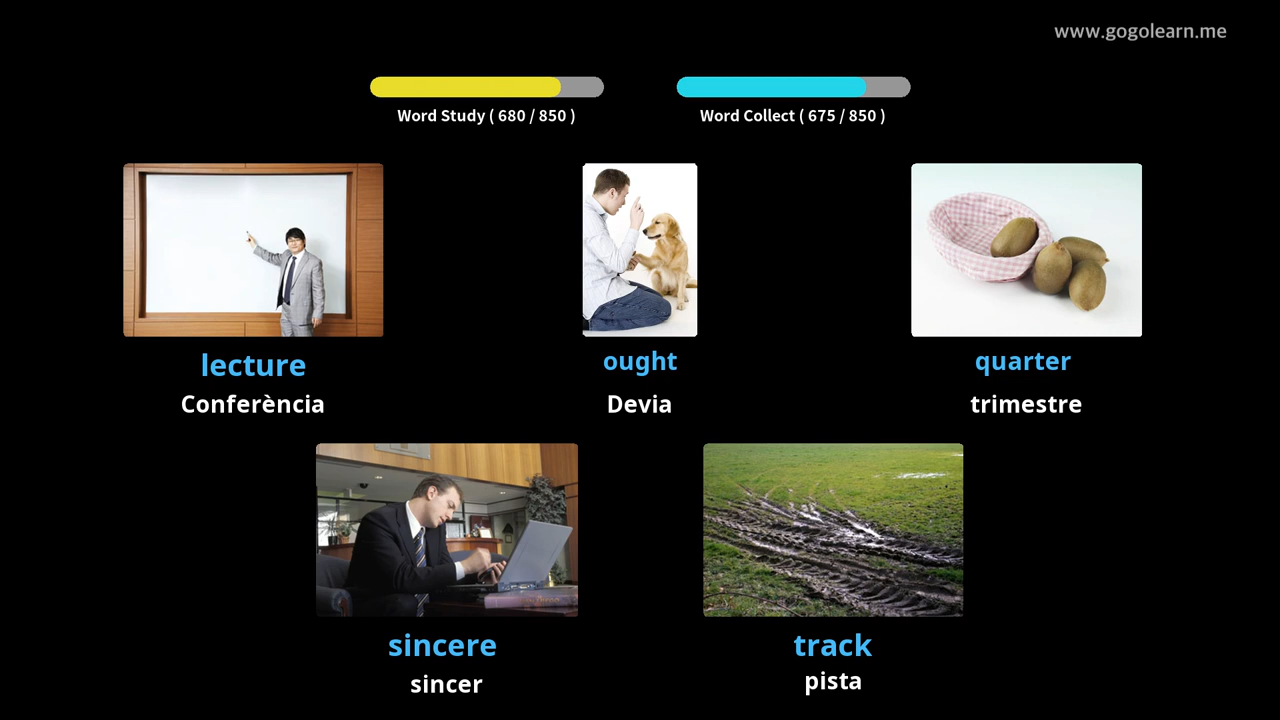 www.gogolearn.me
Word Study ( 680 / 850 )
Word Collect ( 675 / 850 )
lecture
Conferència
ought
Devia
quarter
trimestre
sincere
sincer
track
pista